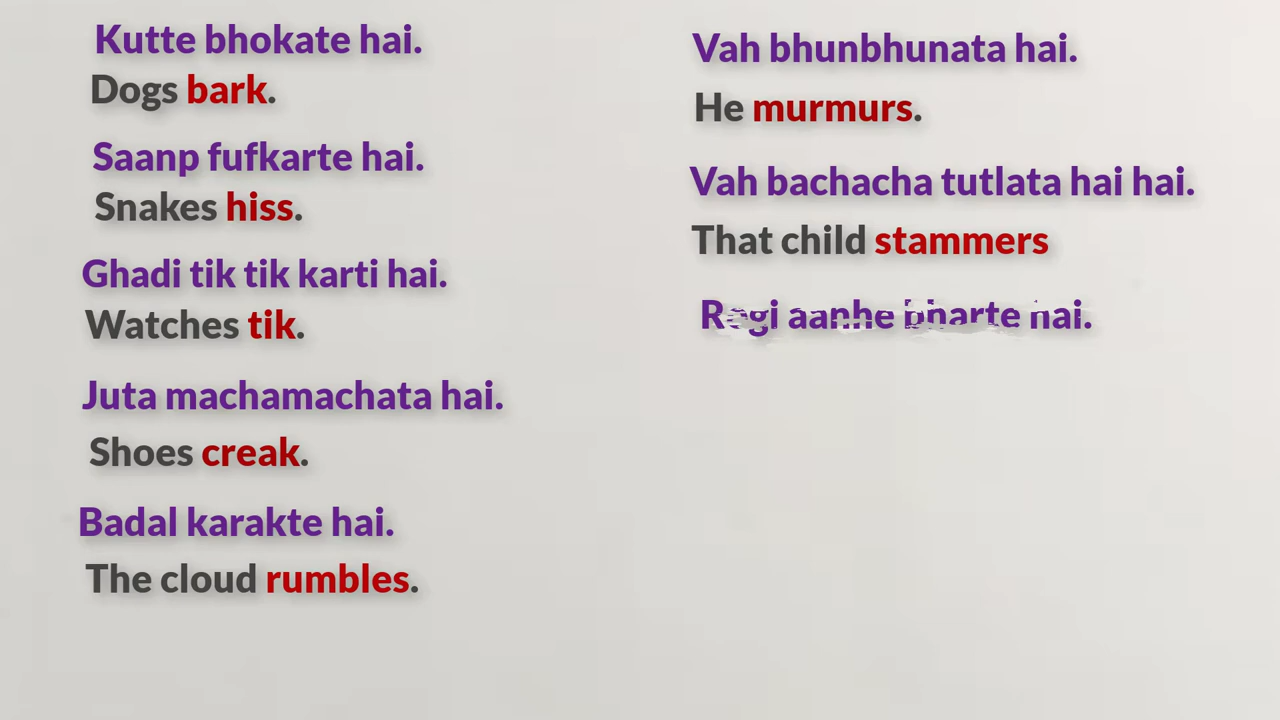 Kutte bhokate hai.
Dogs bark.
Saanp fufkarte hai.
Snakes hiss.
Ghadi tik tik karti hai.
Watches tik.
Juta machamachata hai.
Shoes creak.
Badal karakte hai.
The cloud rumbles.
Vah bhunbhunata hai.
He murmurs.
Vah bachacha tutlata hai hai.
That child stammers
Rogi aanhe bharte hai.